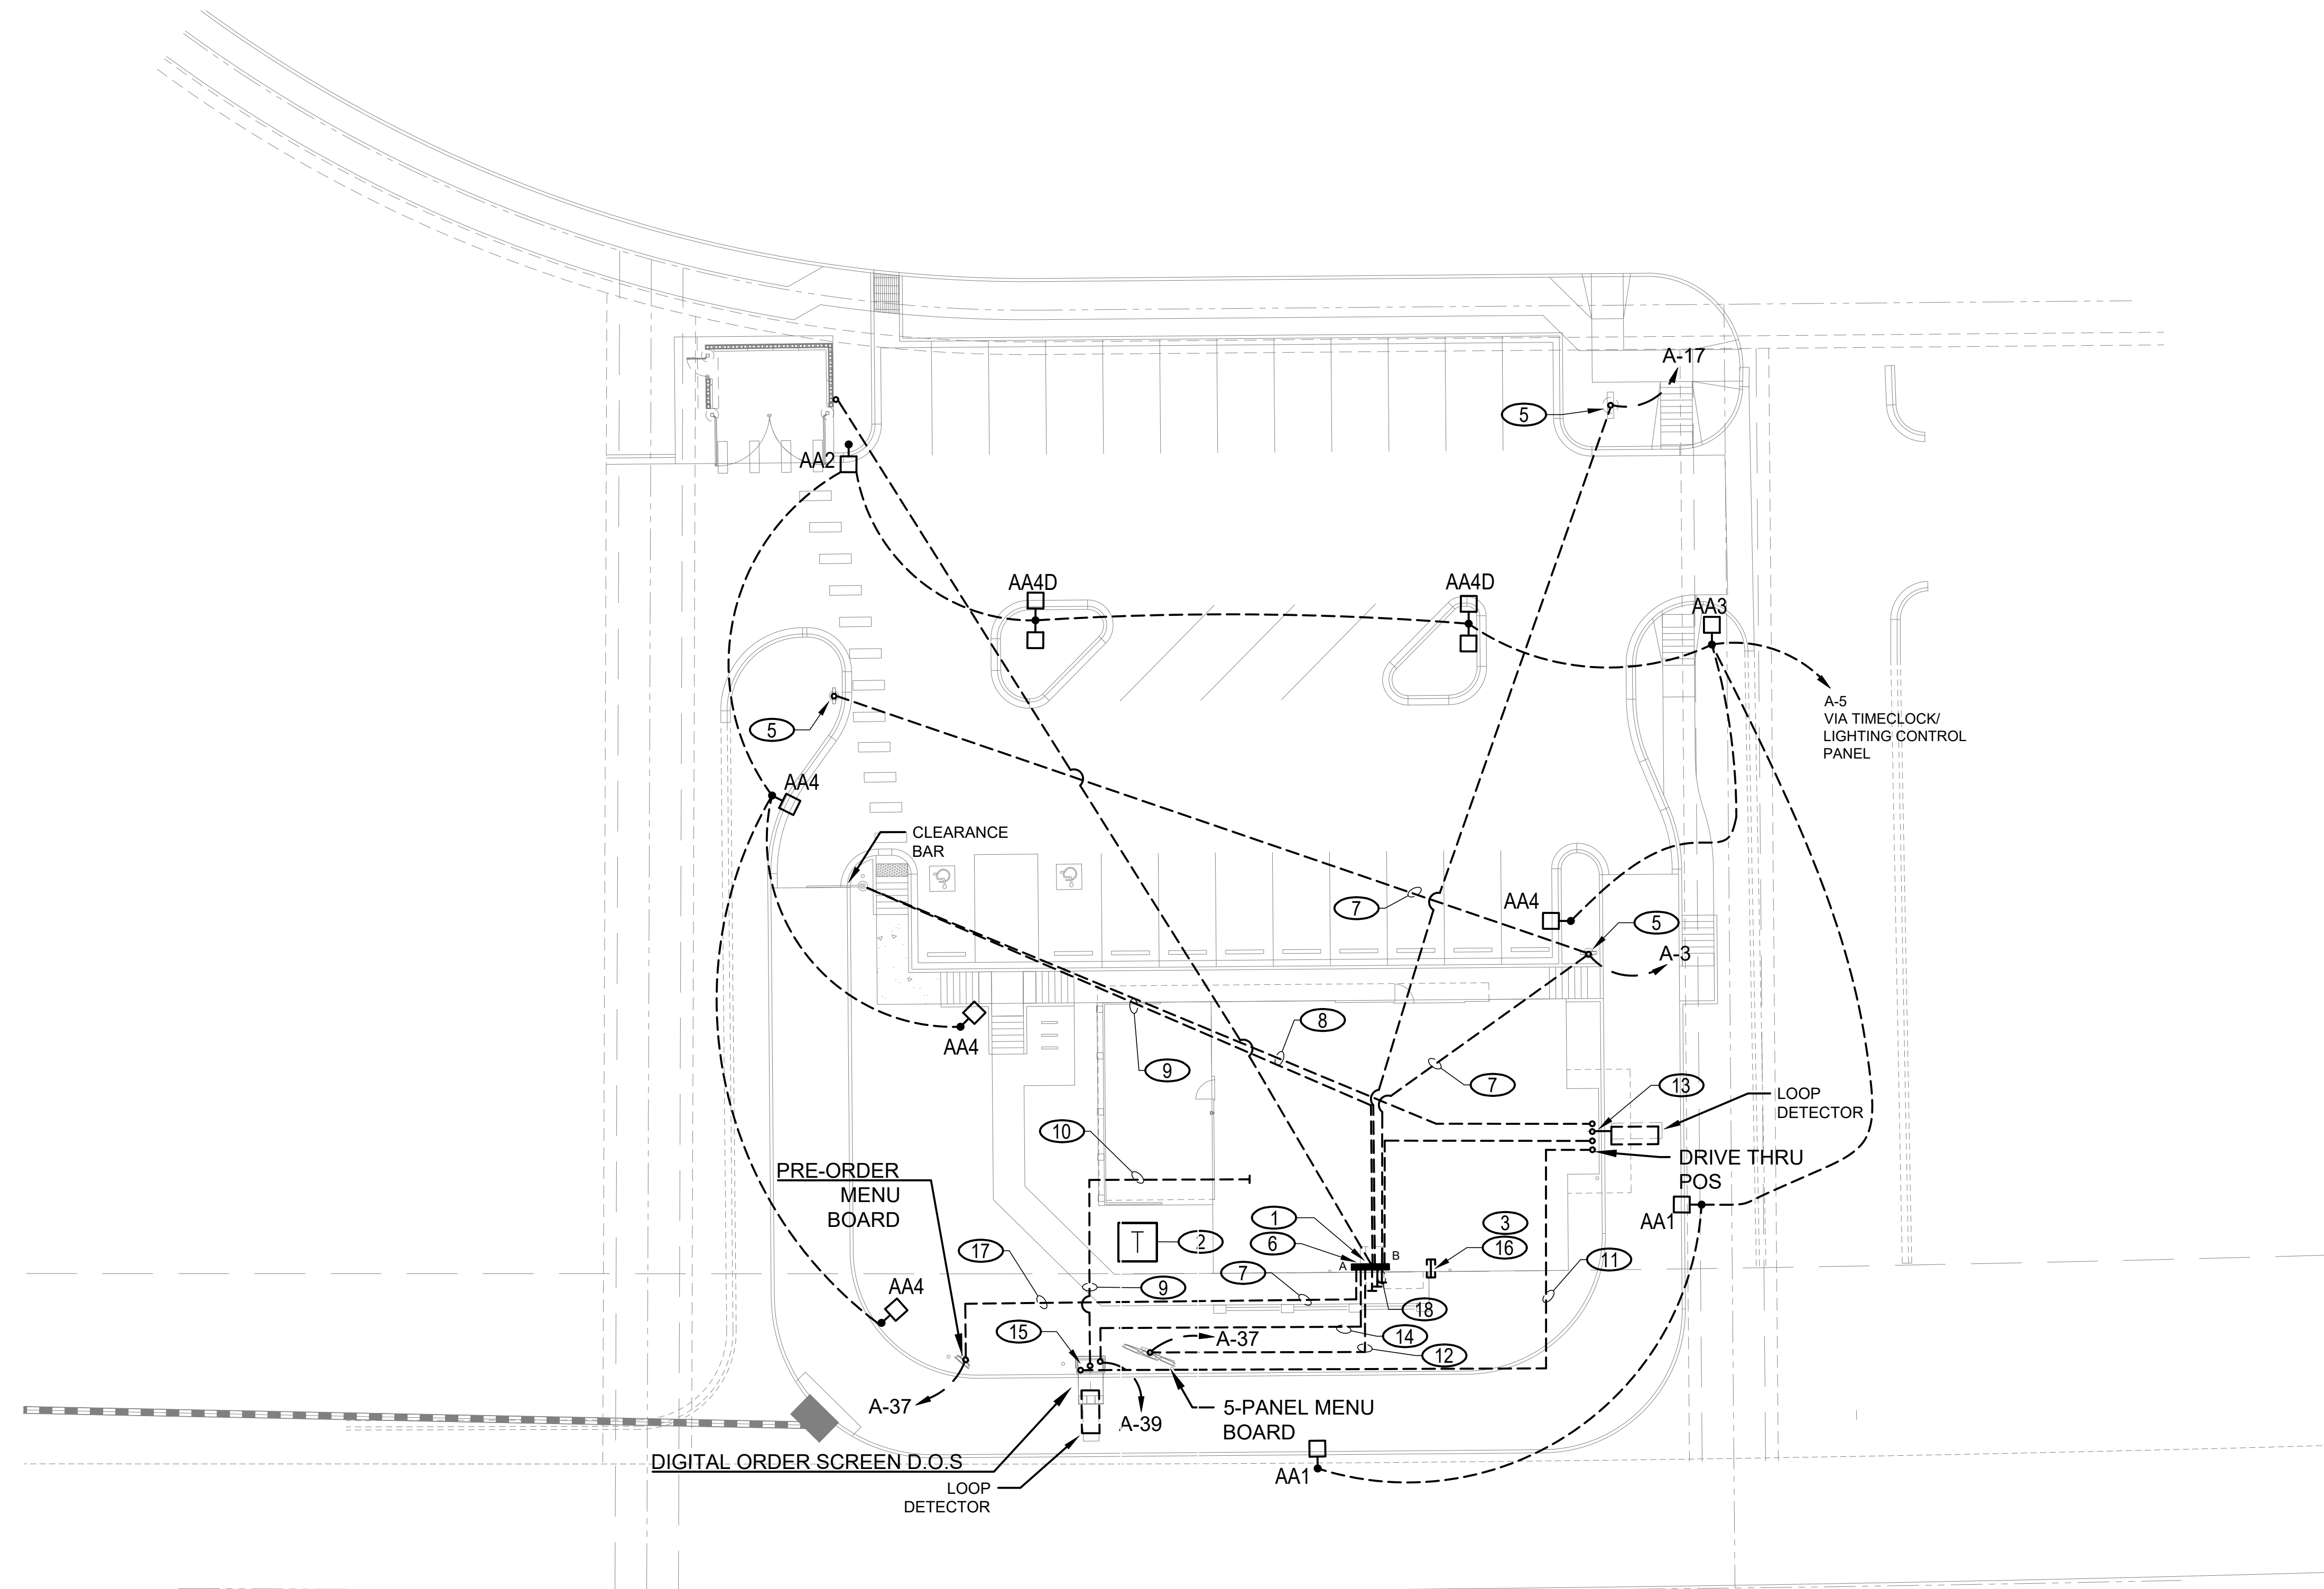 A-17
5
AA2
AA4D
AA4D
AA3
A-5
VIA TIMECLOCK/
LIGHTING CONTROL
PANEL
5
AA4
CLEARANCE
BAR
7
AA4
5
A-3
AA4
8
9
7
13
LOOP
DETECTOR
10
DRIVE THRU
POS
PRE-ORDER
MENU
BOARD
AA1
1
3
T
2
6
16
17
A
B
11
7
9
AA4
18
15
A-37
14
12
A-37
A-39
5-PANEL MENU
BOARD
DIGITAL ORDER SCREEN D.O.S
AA1
LOOP
DETECTOR